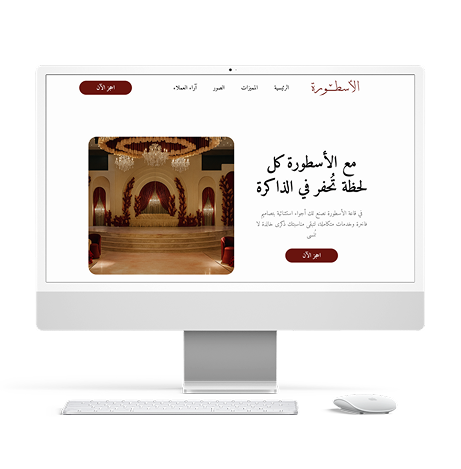 الأسطورة
الرئيسية
المميزات
الصور
آراء العملاء
احجز الآن
مع الأسطورة كل
لحظة تُحفر في الذاكرة
في قاعة الأسطورة نصنع لك أجواء استثنائية بتصاميم
فاخرة وخدمات متكاملة، لتبقى مناسبتك ذكرى خالدة لا
تُنسى
احجز الآن